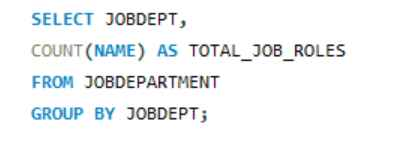 SELECT JOBDEPT,
COUNT(NAME) AS TOTAL_JOB_ROLES
FROM JOBDEPARTMENT
GROUP BY JOBDEPT;